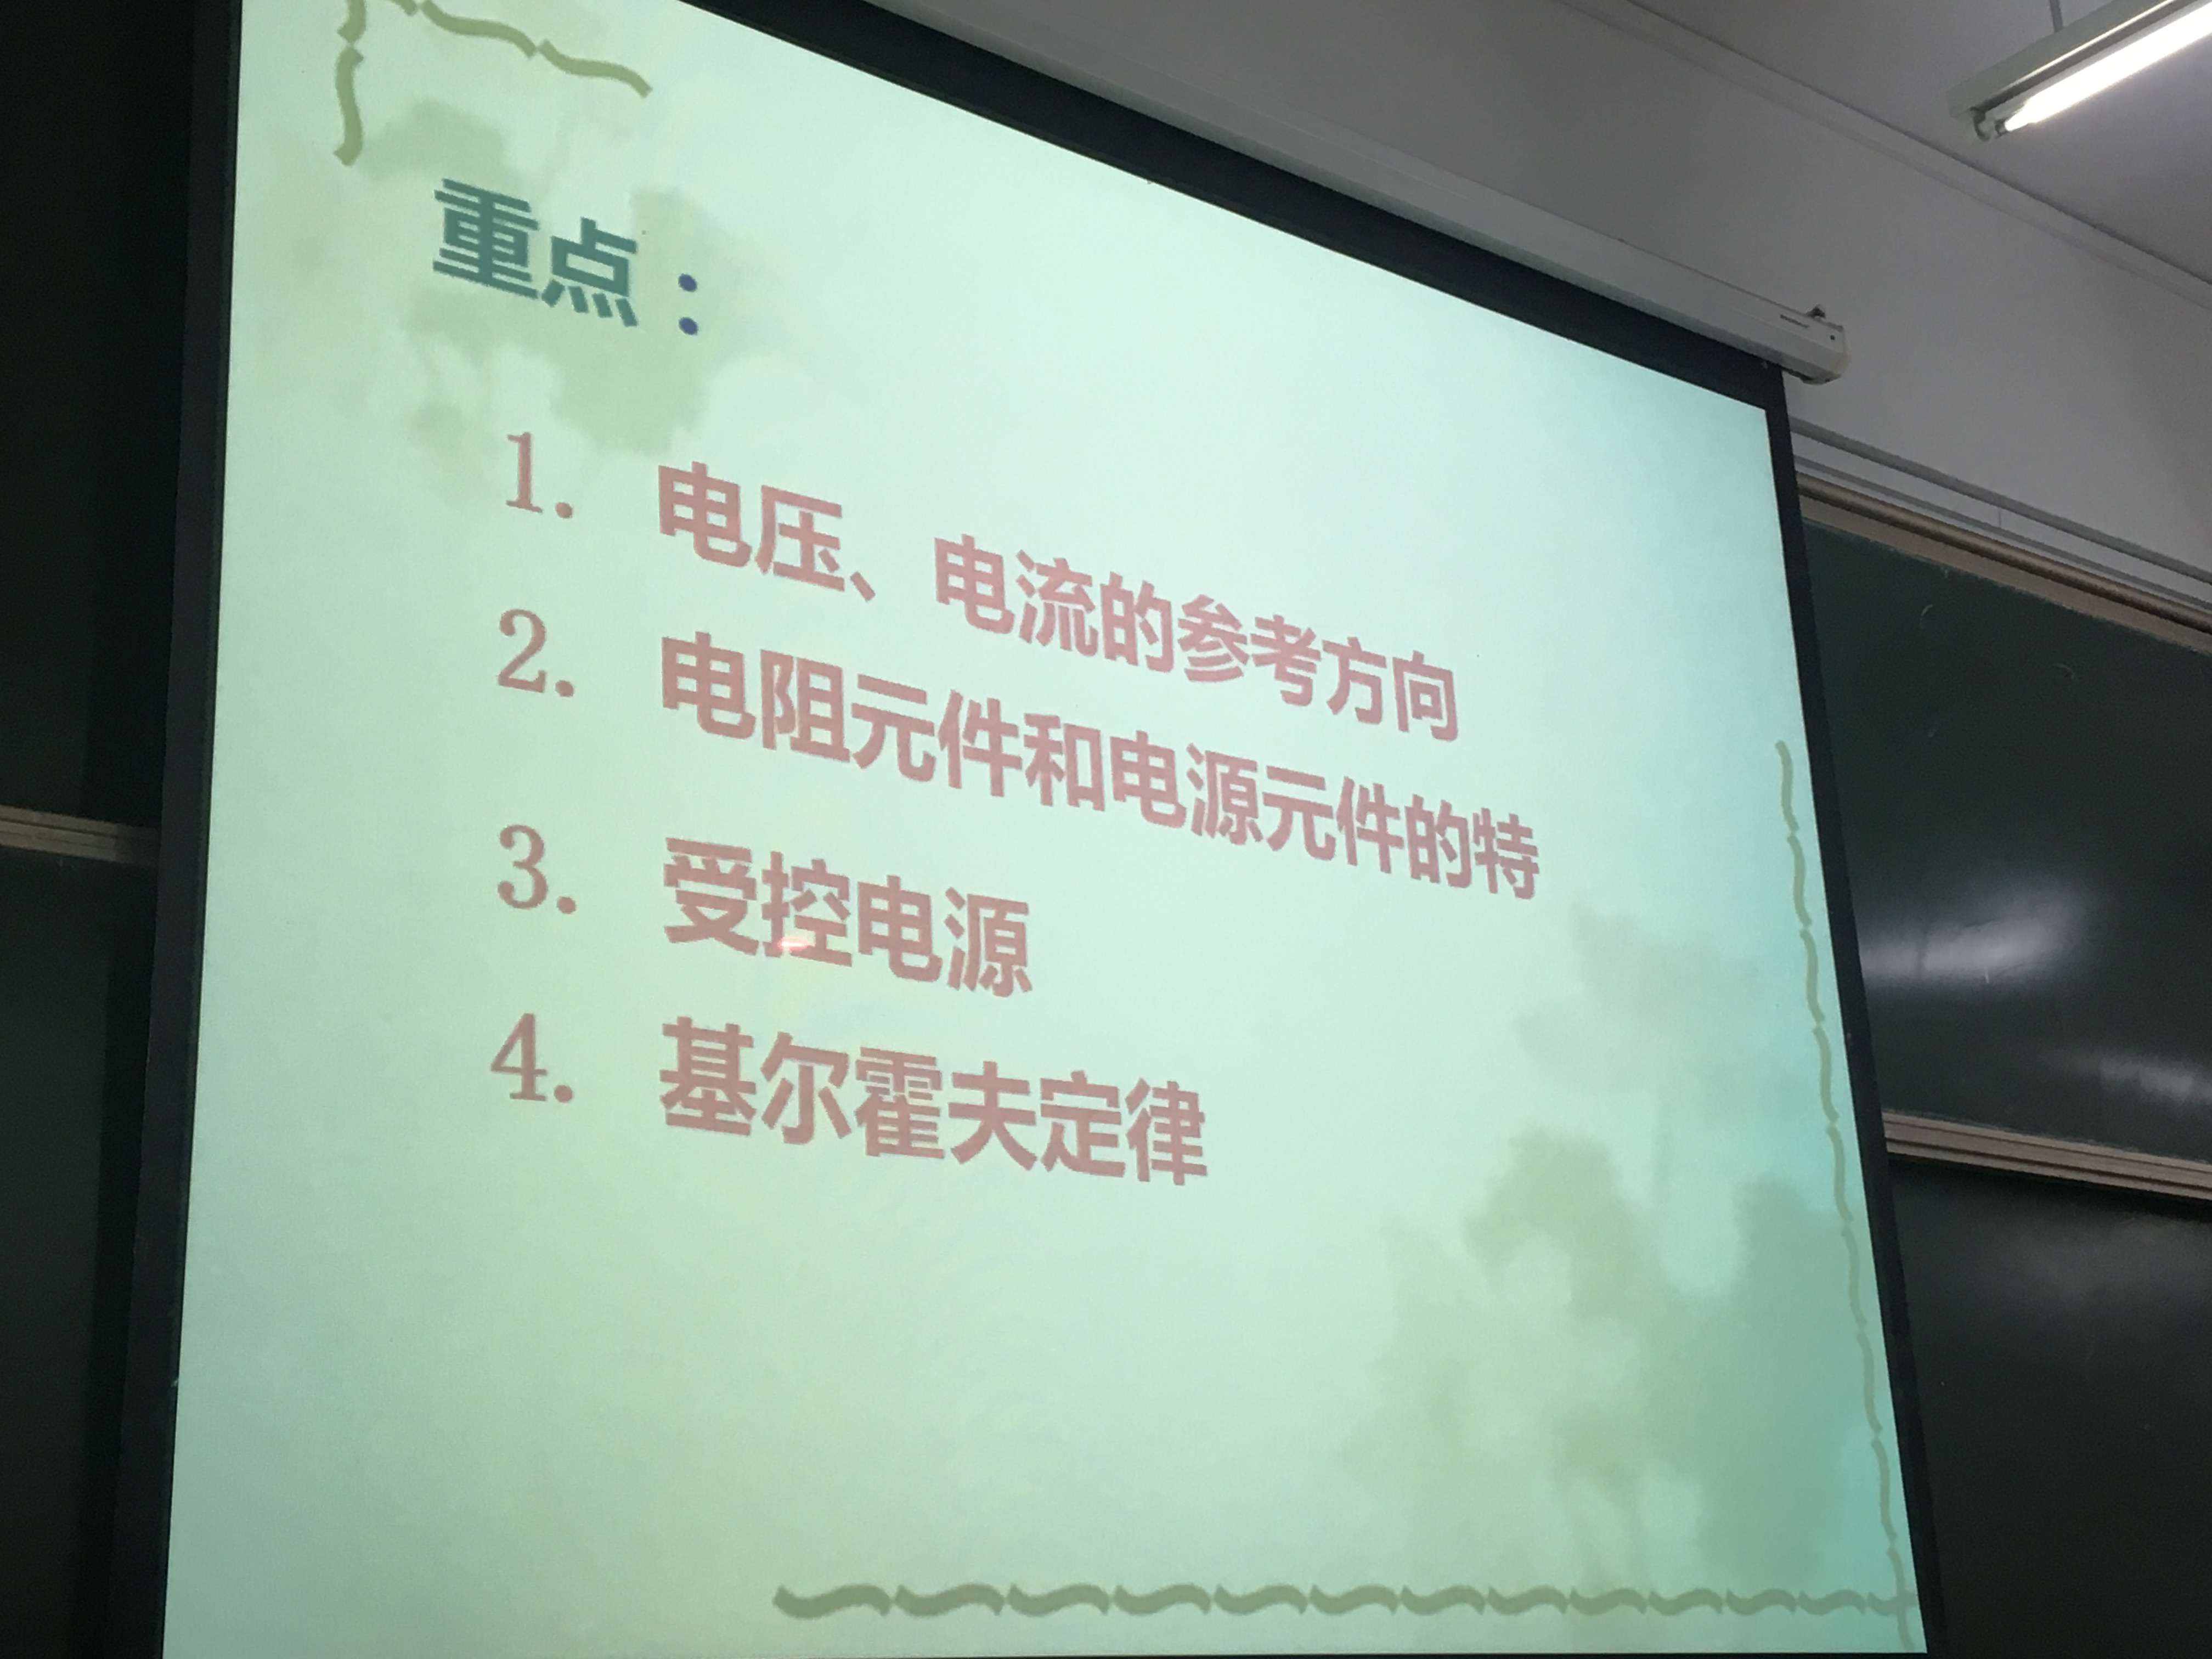 重点：
1. 电压、电流的参考方向
2. 电阻元件和电源元件的特
3. 受控电源
4. 基尔霍夫定律